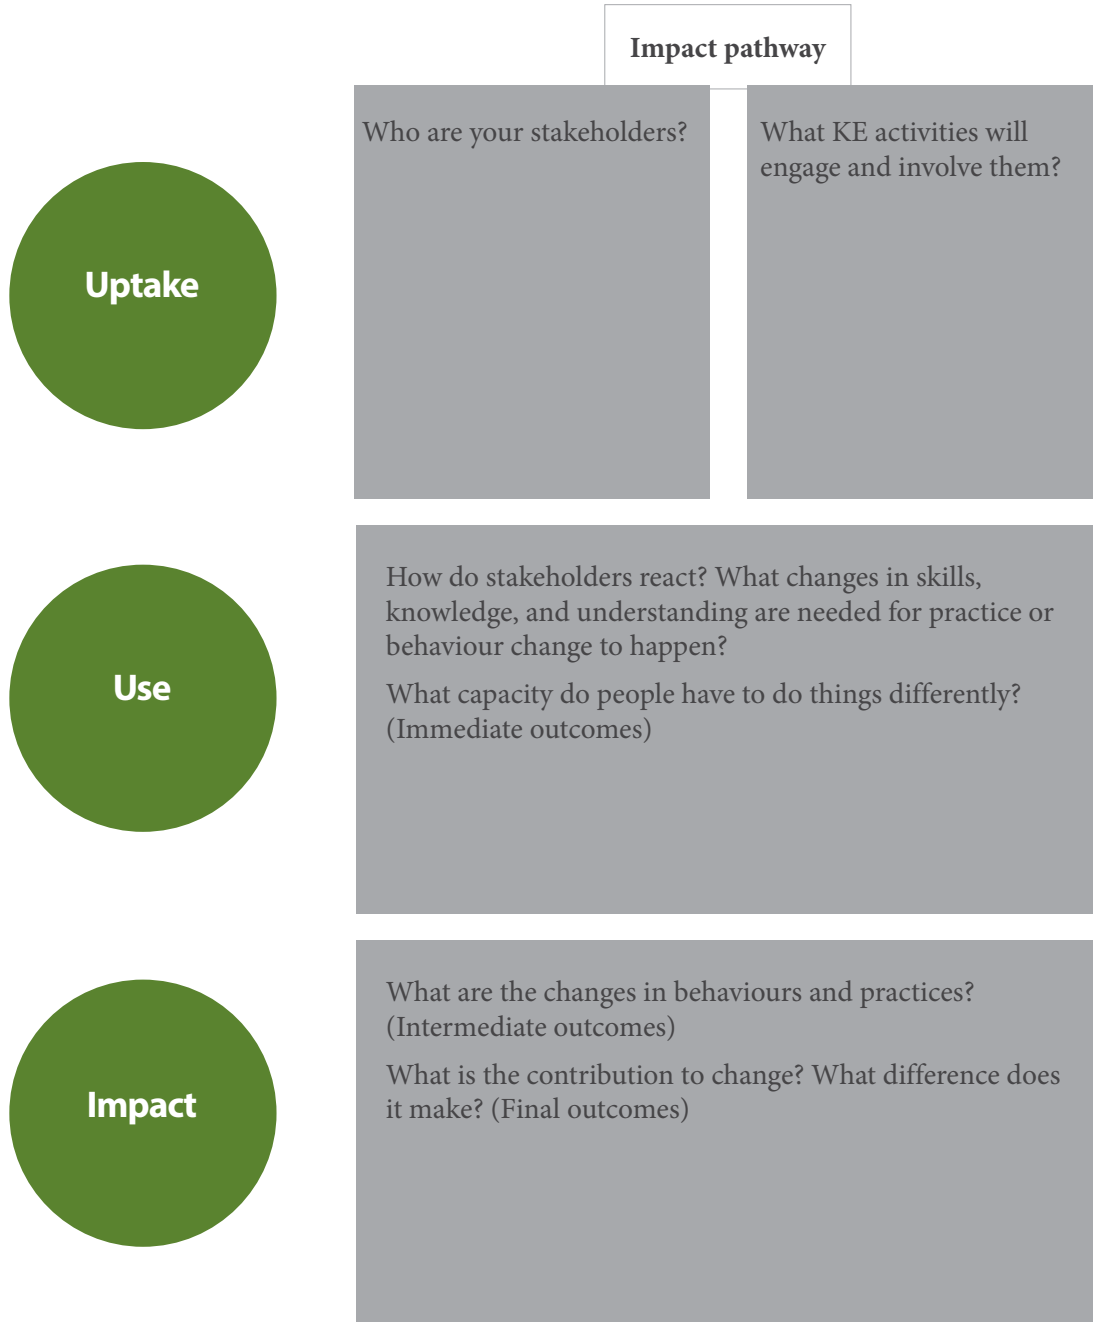 Impact pathway
Who are your stakeholders?
What KE activities will
engage and involve them?
Uptake
How do stakeholders react? What changes in skills,
knowledge, and understanding are needed for practice or
behaviour change to happen?
What capacity do people have to do things differently?
(Immediate outcomes)
Use
What are the changes in behaviours and practices?
(Intermediate outcomes)
What is the contribution to change? What difference does
it make? (Final outcomes)
Impact